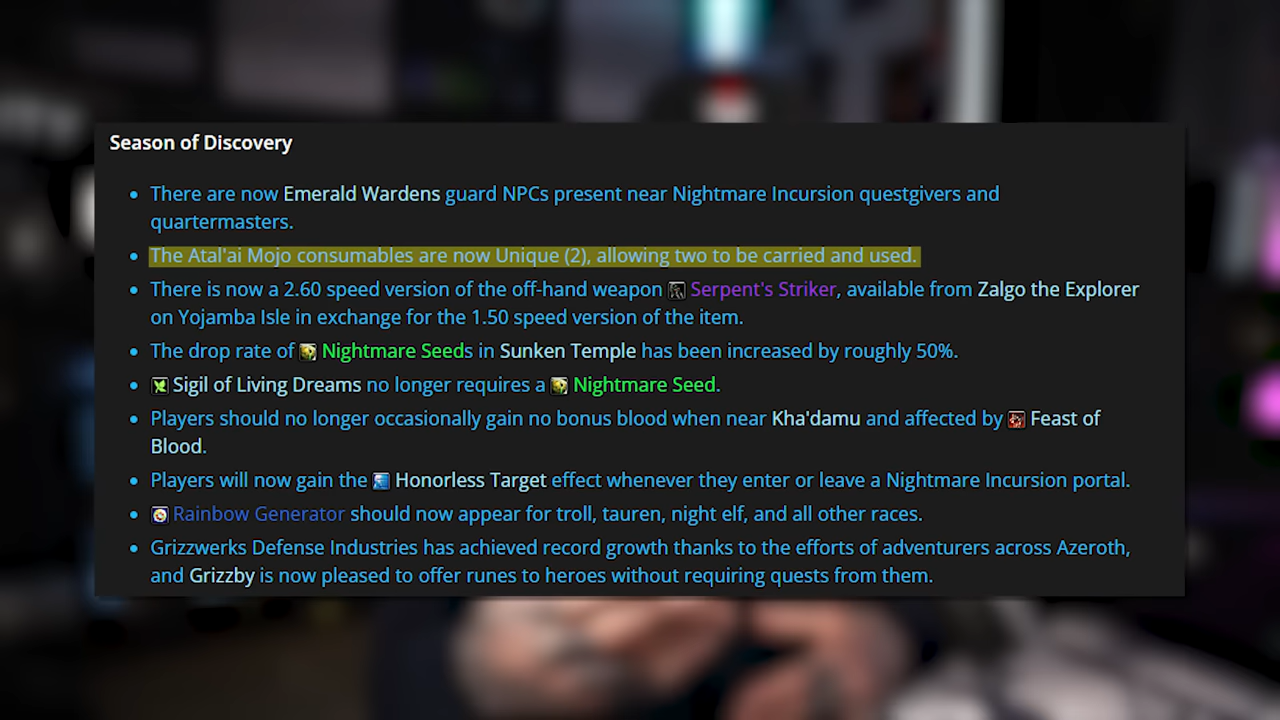 Season of Discovery
There are now Emerald Wardens guard NPCs present near Nightmare Incursion questgivers and
quartermasters.
The Atal'ai Mojo consumables are now Unique (2), allowing two to be carried and used.
There is now a 2.60 speed version of the off-hand weapon Serpent's Striker, available from Zalgo the Explorer
on Yojamba Isle in exchange for the 1.50 speed version of the item.
The drop rate of Nightmare Seeds in Sunken Temple has been increased by roughly 50%.
Sigil of Living Dreams no longer requires a Nightmare Seed.
Players should no longer occasionally gain no bonus blood when near Kha'damu and affected by Feast of
Blood.
Players will now gain the Honorless Target effect whenever they enter or leave a Nightmare Incursion portal.
Rainbow Generator should now appear for troll, tauren, night elf, and all other races.
Grizzwerks Defense Industries has achieved record growth thanks to the efforts of adventurers across Azeroth,
and Grizzby is now pleased to offer runes to heroes without requiring quests from them.